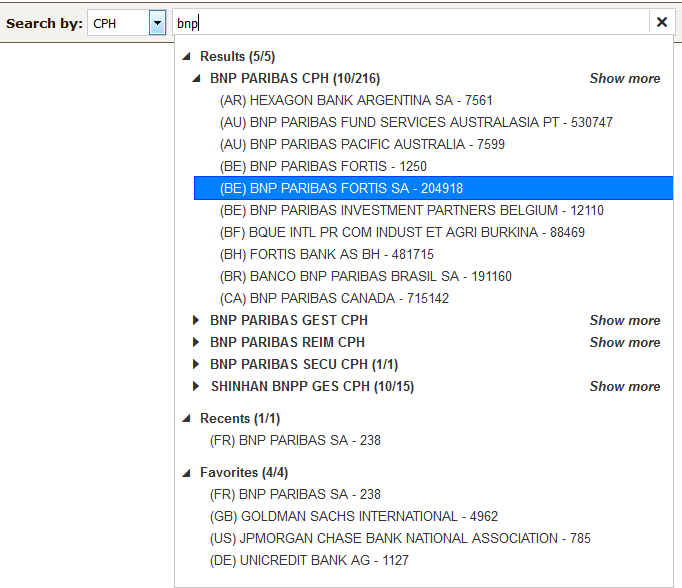 Search by: CPH bnp
Results (5/5)
BNP PARIBAS CPH (10/216) Show more
(AR) HEXAGON BANK ARGENTINA SA - 7561
(AU) BNP PARIBAS FUND SERVICES AUSTRALASIA PT - 530747
(AU) BNP PARIBAS PACIFIC AUSTRALIA - 7599
(BE) BNP PARIBAS FORTIS - 1250
(BE) BNP PARIBAS FORTIS SA - 204918
(BE) BNP PARIBAS INVESTMENT PARTNERS BELGIUM - 12110
(BF) BQUE INTL PR COM INDUST ET AGRI BURKINA - 88469
(BH) FORTIS BANK AS BH - 481715
(BR) BANCO BNP PARIBAS BRASIL SA - 191160
(CA) BNP PARIBAS CANADA - 715142
BNP PARIBAS GEST CPH Show more
BNP PARIBAS REIM CPH Show more
BNP PARIBAS SECU CPH (1/1)
SHINHAN BNPP GES CPH (10/15) Show more
Recents (1/1)
(FR) BNP PARIBAS SA - 238
Favorites (4/4)
(FR) BNP PARIBAS SA - 238
(GB) GOLDMAN SACHS INTERNATIONAL - 4962
(US) JPMORGAN CHASE BANK NATIONAL ASSOCIATION - 785
(DE) UNICREDIT BANK AG - 1127